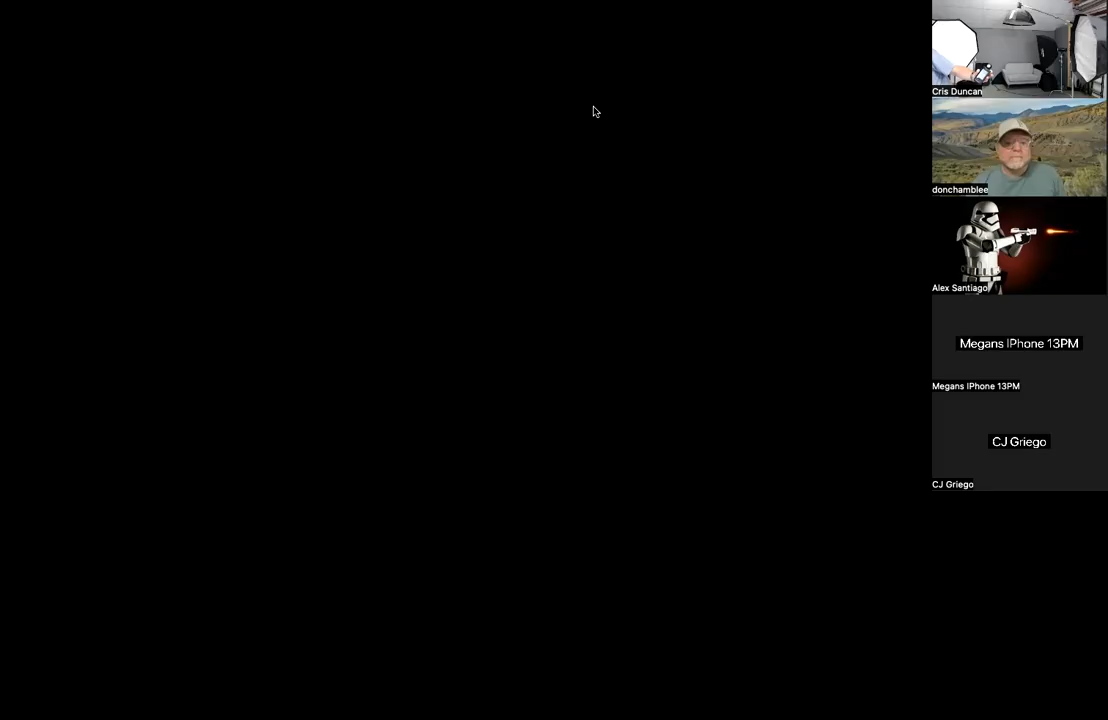 Cris Duncan
donchamblee
Alex Santiago
Megans IPhone 13PM
Megans IPhone 13PM
CJ Griego
CJ Griego